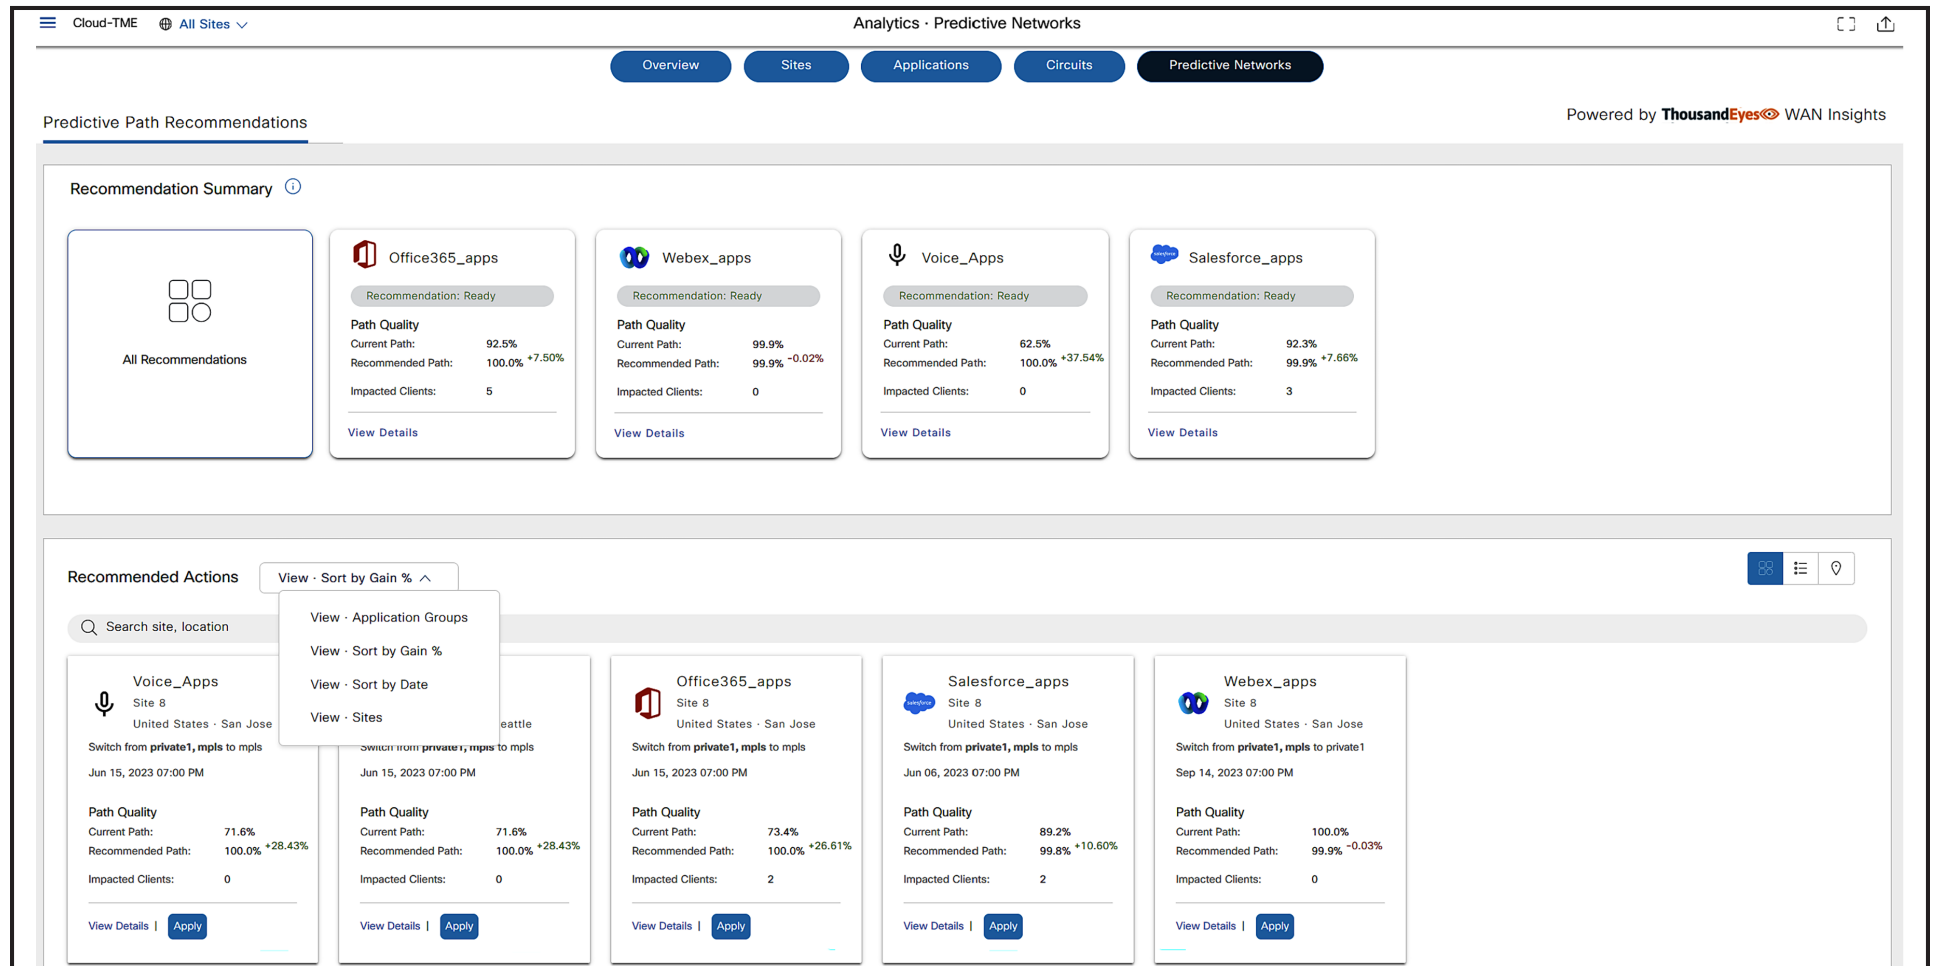 Cloud-TME All Sites
Analytics · Predictive Networks
Overview Sites Applications Circuits Predictive Networks
Predictive Path Recommendations
Powered by ThousandEyes WAN Insights
Recommendation Summary
All Recommendations
Office365_apps
Recommendation: Ready
Path Quality
Current Path: 92.5%
Recommended Path: 100.0% +7.50%
Impacted Clients: 5
View Details
Webex_apps
Recommendation: Ready
Path Quality
Current Path: 99.9%
Recommended Path: 99.9% -0.02%
Impacted Clients: 0
View Details
Voice_Apps
Recommendation: Ready
Path Quality
Current Path: 62.5%
Recommended Path: 100.0% +37.54%
Impacted Clients: 0
View Details
salesforce
Salesforce_apps
Recommendation: Ready
Path Quality
Current Path: 92.3%
Recommended Path: 99.9% +7.66%
Impacted Clients: 3
View Details
Recommended Actions
View · Sort by Gain %
View · Application Groups
View · Sort by Gain %
View · Sort by Date
View · Sites
Search site, location
Voice_Apps
Site 8
United States · San Jose
Switch from private1, mpls to mpls
Jun 15, 2023 07:00 PM
Path Quality
Current Path: 71.6%
Recommended Path: 100.0% +28.43%
Impacted Clients: 0
View Details | Apply
eattle
Switch from private1, mpls to mpls
Jun 15, 2023 07:00 PM
Path Quality
Current Path: 71.6%
Recommended Path: 100.0% +28.43%
Impacted Clients: 0
View Details | Apply
Office365_apps
Site 8
United States · San Jose
Switch from private1, mpls to mpls
Jun 15, 2023 07:00 PM
Path Quality
Current Path: 73.4%
Recommended Path: 100.0% +26.61%
Impacted Clients: 2
View Details | Apply
salesforce
Salesforce_apps
Site 8
United States · San Jose
Switch from private1, mpls to mpls
Jun 06, 2023 07:00 PM
Path Quality
Current Path: 89.2%
Recommended Path: 99.8% +10.60%
Impacted Clients: 2
View Details | Apply
Webex_apps
Site 8
United States · San Jose
Switch from private1, mpls to private1
Sep 14, 2023 07:00 PM
Path Quality
Current Path: 100.0%
Recommended Path: 99.9% -0.03%
Impacted Clients: 0
View Details | Apply